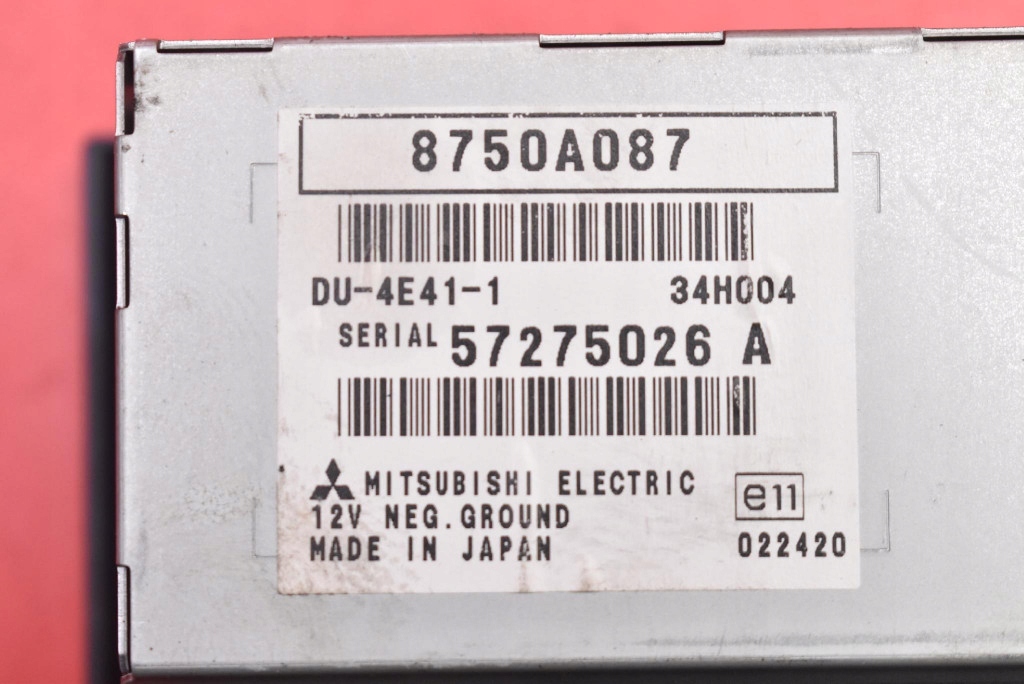 8750A087
DU-4E41-1 34H004
SERIAL 57275026 A
MITSUBISHI ELECTRIC
12V NEG.GROUND
MADE IN JAPAN
e11
022420